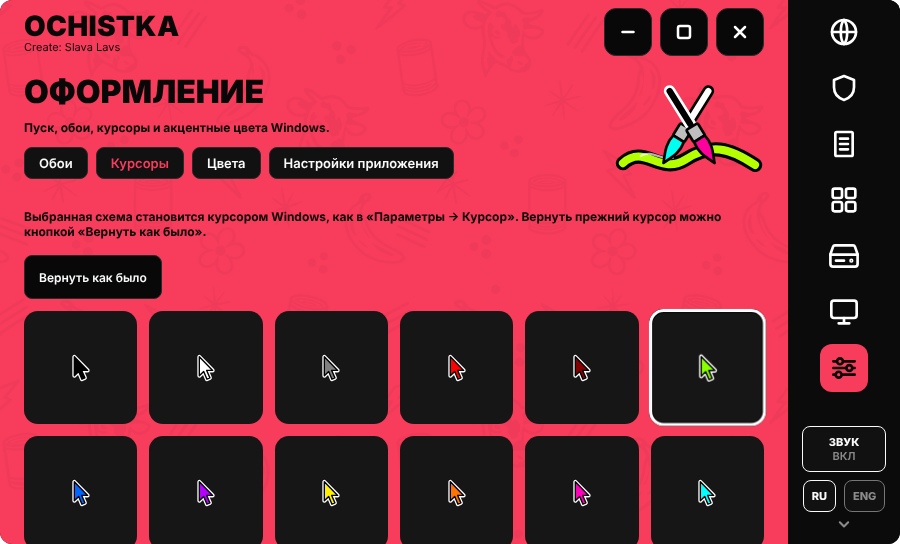 OCHISTKA
Create: Slava Lavs
ОФОРМЛЕНИЕ
Пуск, обои, курсоры и акцентные цвета Windows.
Обои
Курсоры
Цвета
Настройки приложения
Выбранная схема становится курсором Windows, как в «Параметры → Курсор». Вернуть прежний курсор можно
кнопкой «Вернуть как было».
Вернуть как было
ЗВУК
ВКЛ
RU
ENG